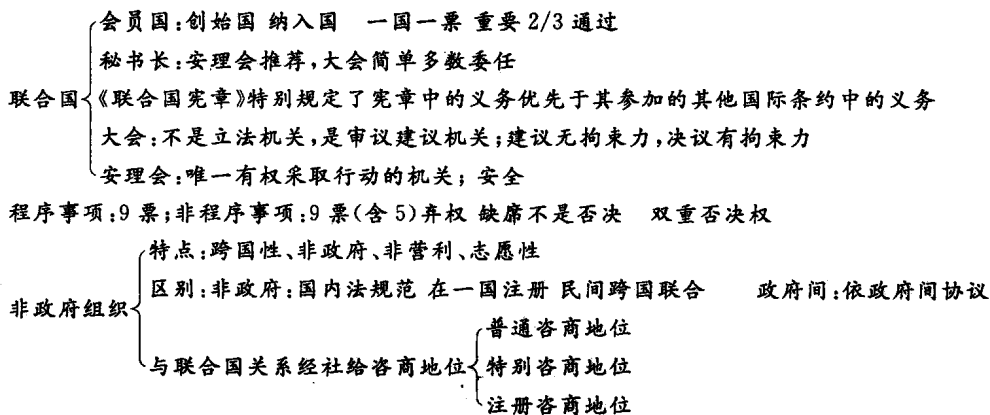 会员国:创始国 纳入国 一国一票 重要 2/3 通过
秘书长:安理会推荐,大会简单多数委任
联合国 《联合国宪章》特别规定了宪章中的义务优先于其参加的其他国际条约中的义务
大会:不是立法机关,是审议建议机关;建议无拘束力,决议有拘束力
安理会:唯一有权采取行动的机关; 安全
程序事项:9 票;非程序事项:9 票(含 5)弃权 缺席不是否决 双重否决权
特点:跨国性、非政府、非营利、志愿性
非政府组织 区别:非政府:国内法规范 在一国注册 民间跨国联合 政府间:依政府间协议
普通咨商地位
与联合国关系经社给咨商地位 特别咨商地位
注册咨商地位